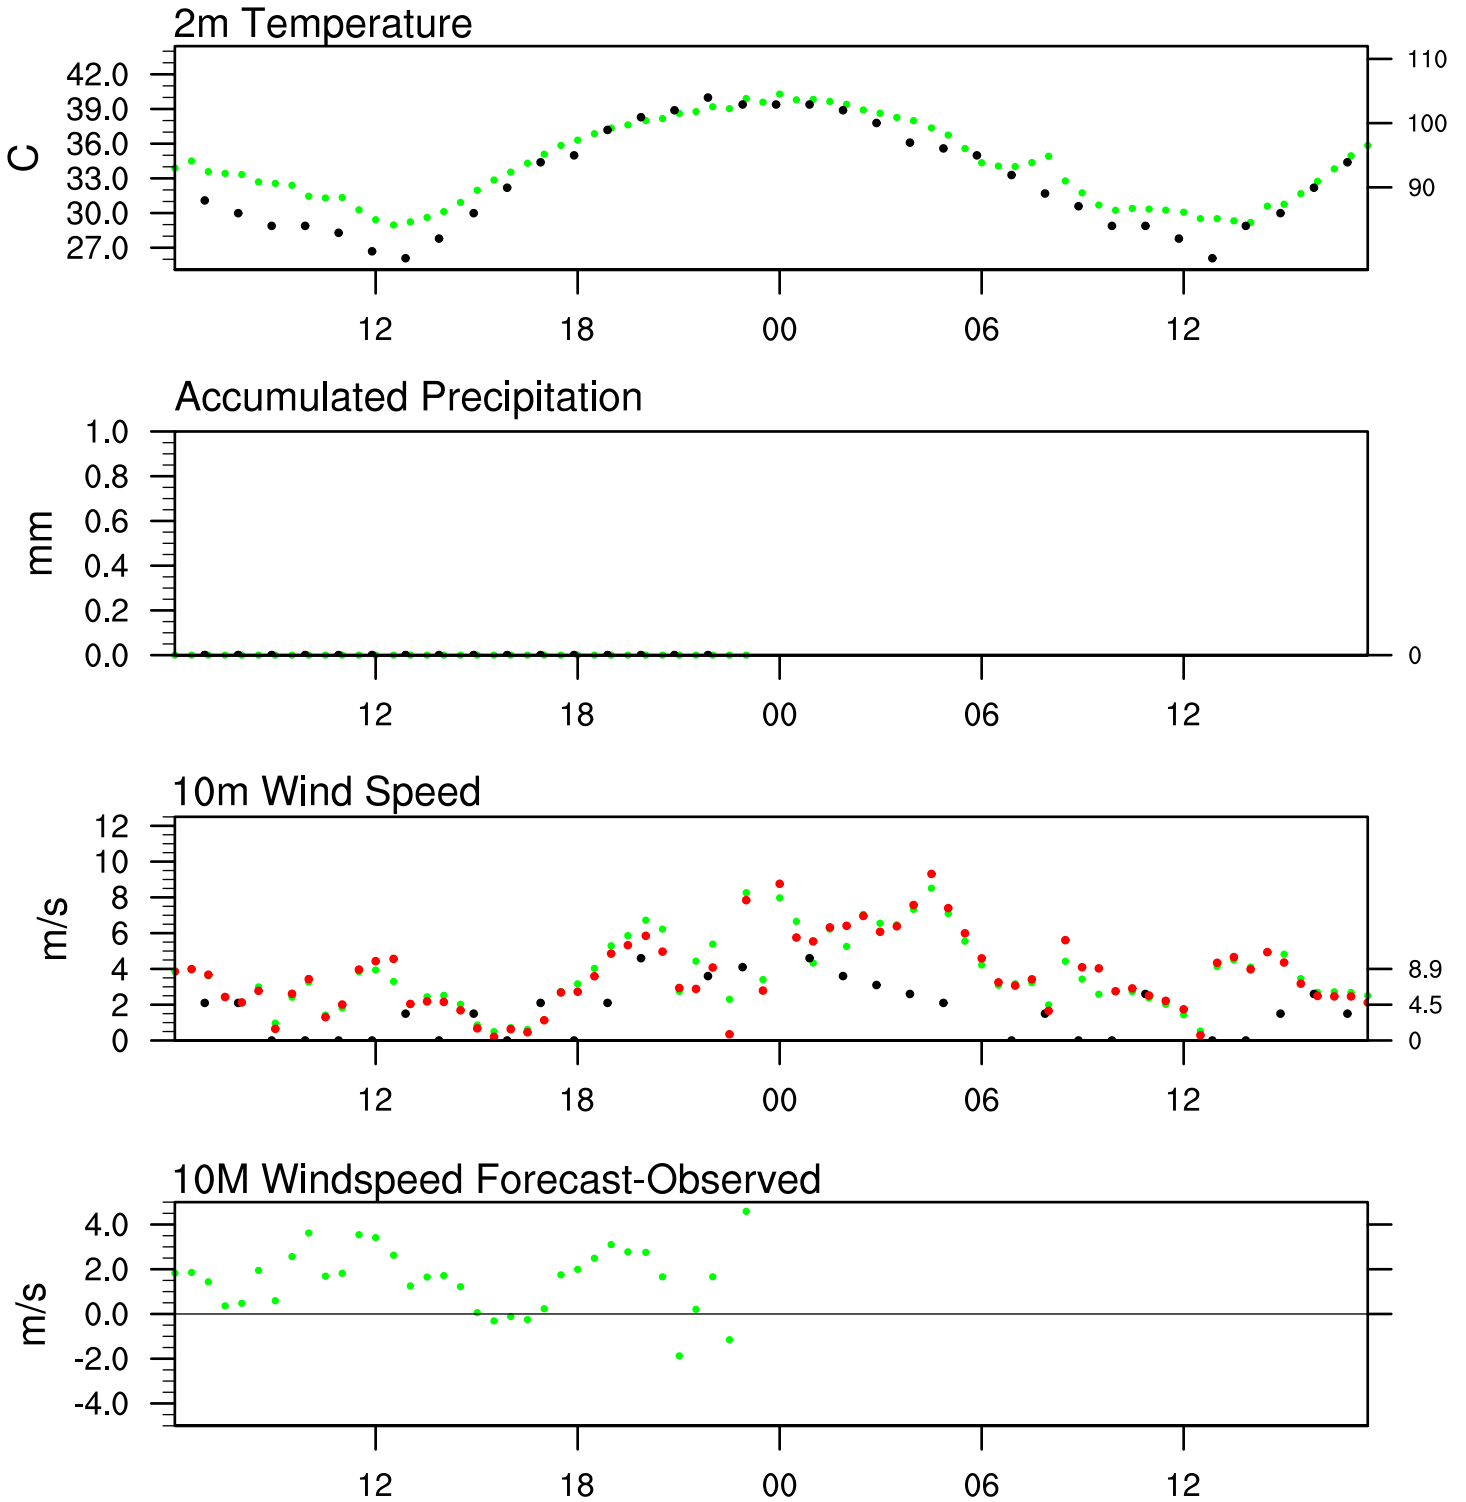 2m Temperature
42.0
39.0
36.0
33.0
30.0
27.0
C
110
100
90
12 18 00 06 12
Accumulated Precipitation
1.0
0.8
0.6
0.4
0.2
0.0
mm
0
12 18 00 06 12
10m Wind Speed
12
10
8
6
4
2
0
m/s
8.9
4.5
0
12 18 00 06 12
10M Windspeed Forecast-Observed
4.0
2.0
0.0
-2.0
-4.0
m/s
12 18 00 06 12